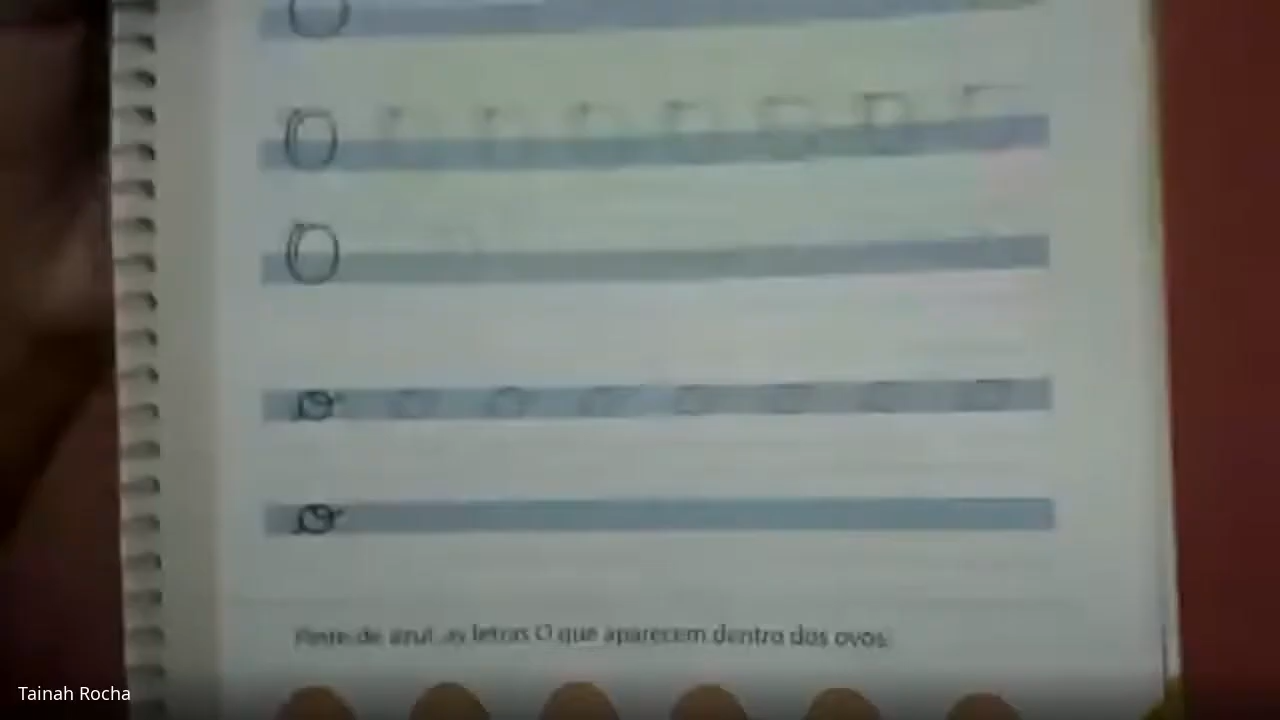 O
O
O
o
o
Pinte de azul as letras O que aparecem dentro dos ovos.
Tainah Rocha